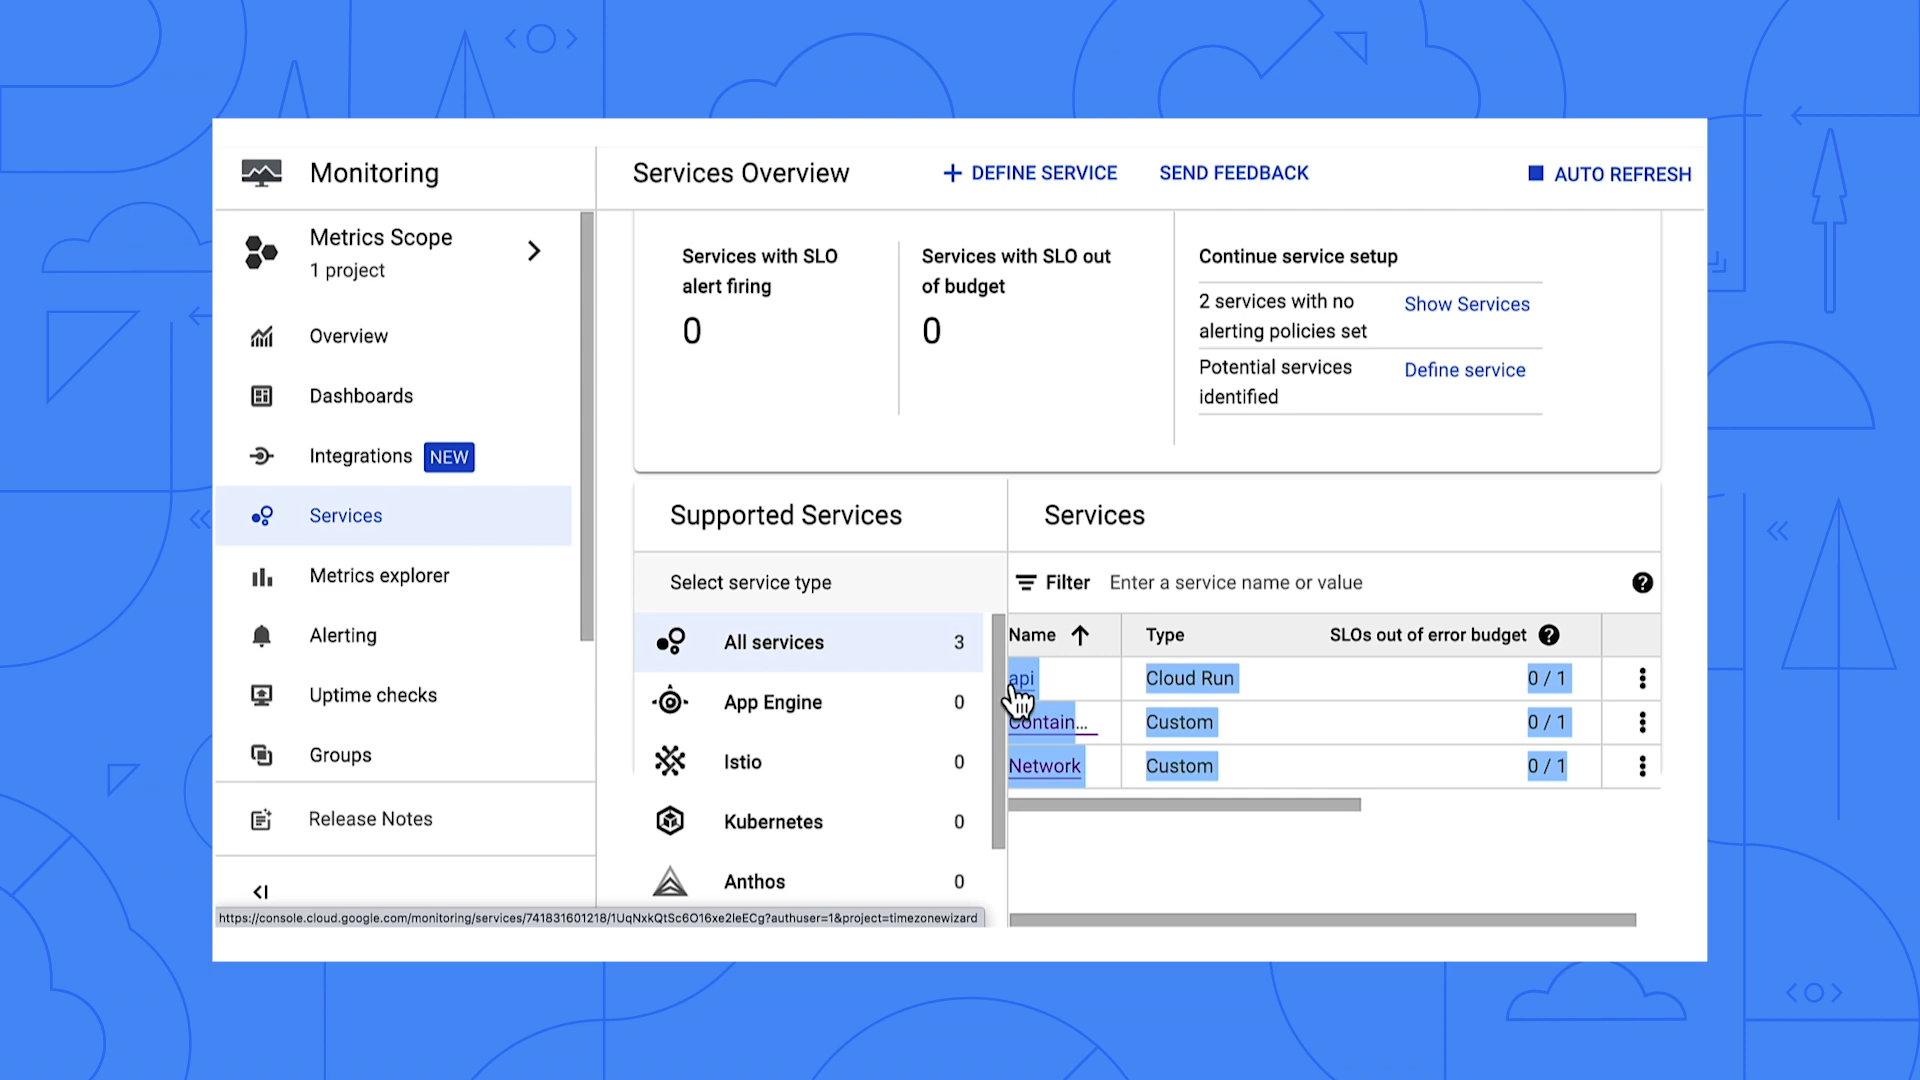 Monitoring
Services Overview
DEFINE SERVICE
SEND FEEDBACK
AUTO REFRESH
Metrics Scope
1 project
Overview
Dashboards
Integrations NEW
Services
Metrics explorer
Alerting
Uptime checks
Groups
Release Notes
Services with SLO
alert firing
0
Services with SLO out
of budget
0
Continue service setup
2 services with no
alerting policies set
Show Services
Potential services
identified
Define service
Supported Services
Select service type
All services 3
App Engine 0
Istio 0
Kubernetes 0
Anthos 0
Services
Filter Enter a service name or value
Name Type SLOs out of error budget
api Cloud Run 0 / 1
Contain... Custom 0 / 1
Network Custom 0 / 1
https://console.cloud.google.com/monitoring/services/741831601218/1UqNxkQtSc6O16xe2leECg?authuser=1&project=timezonewizard